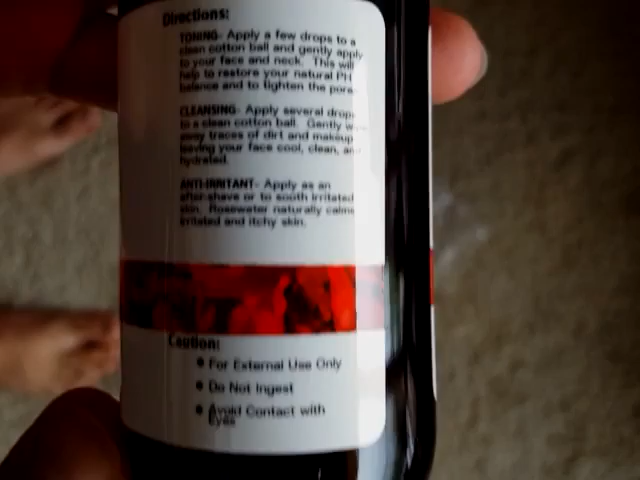 Directions:
TONING- Apply a few drops to a
clean cotton ball and gently apply
to your face and neck. This will
help to restore your natural PH
balance and to tighten the pore
CLEANSING- Apply several drops
to a clean cotton ball. Gently
away traces of dirt and makeup
leaving your face cool, clean, and
hydrated.
ANTI-IRRITANT- Apply as an
after-shave or to sooth irritated
skin. Rosewater naturally calms
irritated and itchy skin.
Caution:
• For External Use Only
• Do Not Ingest
• Avoid Contact with
Eyes